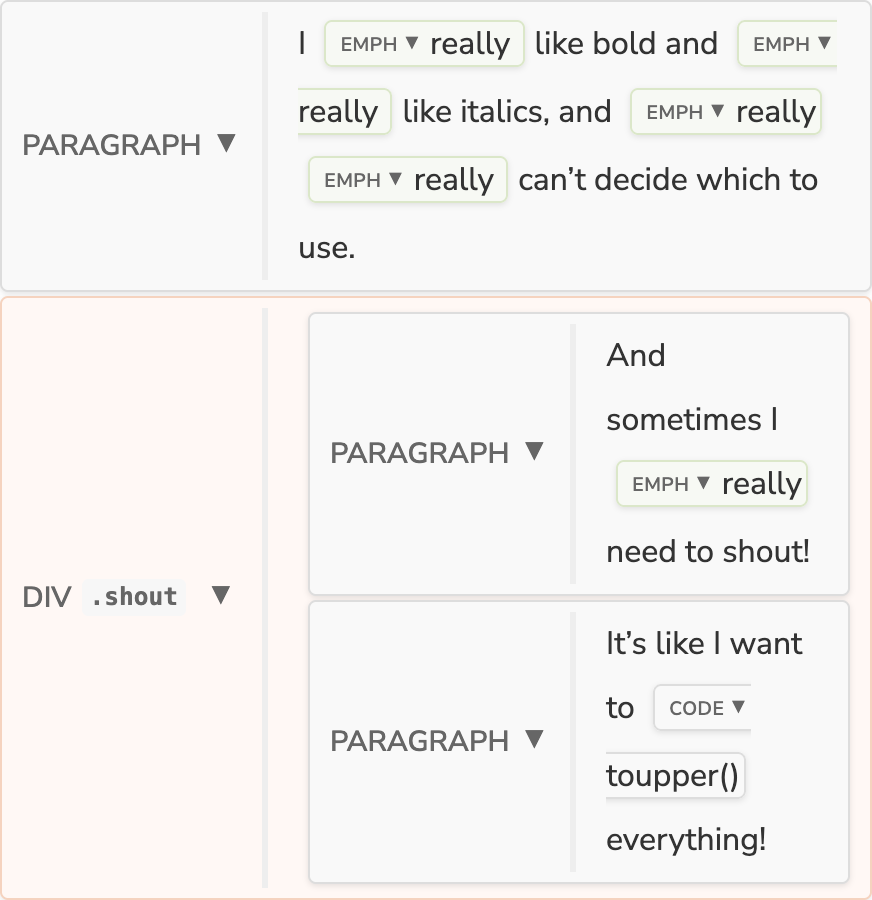 PARAGRAPH ▼
I EMPH ▼ really like bold and EMPH ▼
really like italics, and EMPH ▼ really
EMPH ▼ really can’t decide which to
use.
DIV .shout ▼
PARAGRAPH ▼
And
sometimes I
EMPH ▼ really
need to shout!
PARAGRAPH ▼
It’s like I want
to CODE ▼
toupper()
everything!